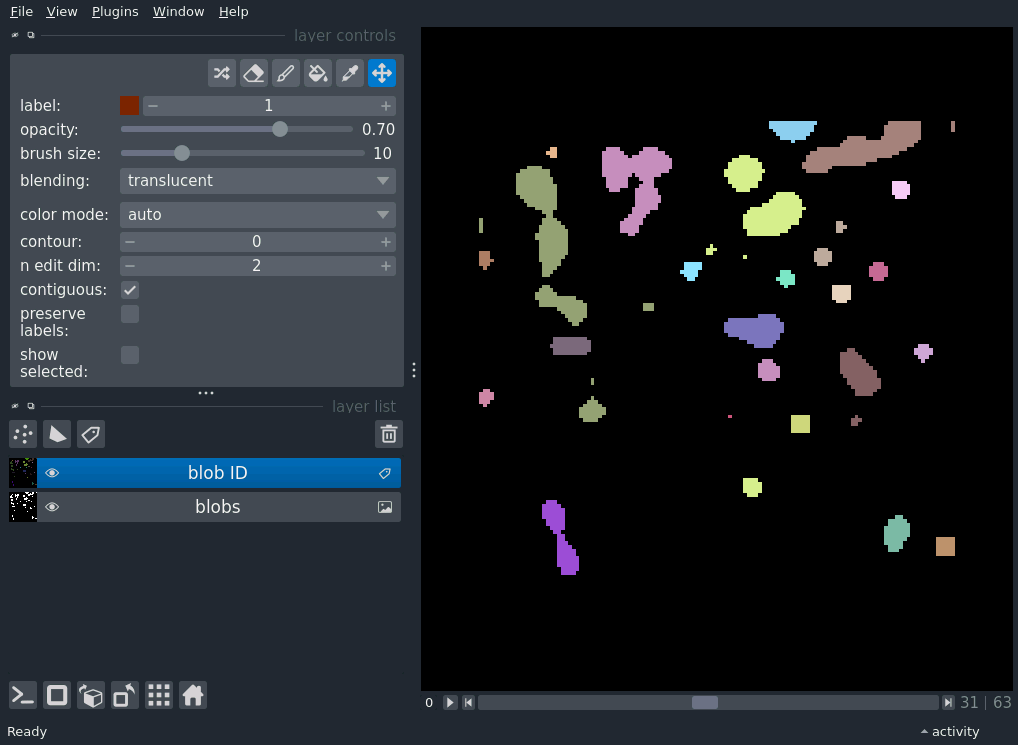 File View Plugins Window Help
layer controls
label: 1
opacity: 0.70
brush size: 10
blending: translucent
color mode: auto
contour: 0
n edit dim: 2
contiguous:
preserve
labels:
show
selected:
layer list
blob ID
blobs
0 31 | 63
Ready activity